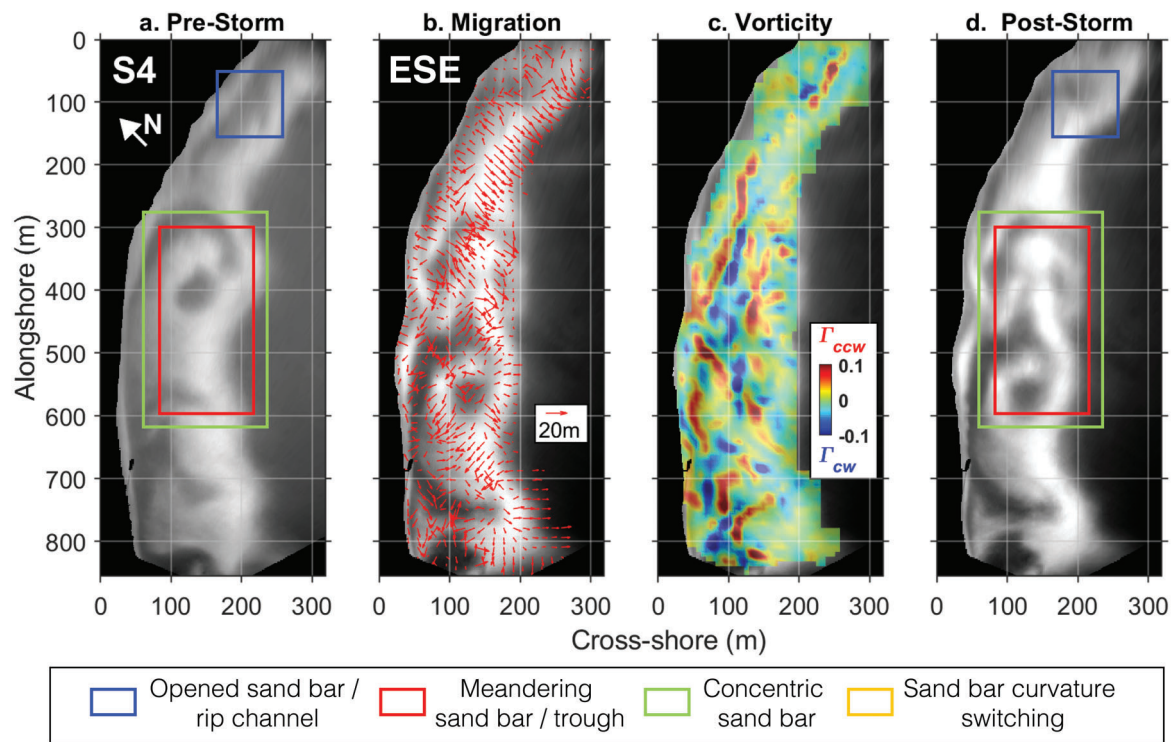 a. Pre-Storm
b. Migration
c. Vorticity
d. Post-Storm
S4
N
ESE
0
100
200
300
400
500
600
700
800
Alongshore (m)
20m
Γccw
0.1
0
-0.1
Γcw
0 100 200 300
0 100 200 300
0 100 200 300
0 100 200 300
Cross-shore (m)
Opened sand bar /
rip channel
Meandering
sand bar / trough
Concentric
sand bar
Sand bar curvature
switching